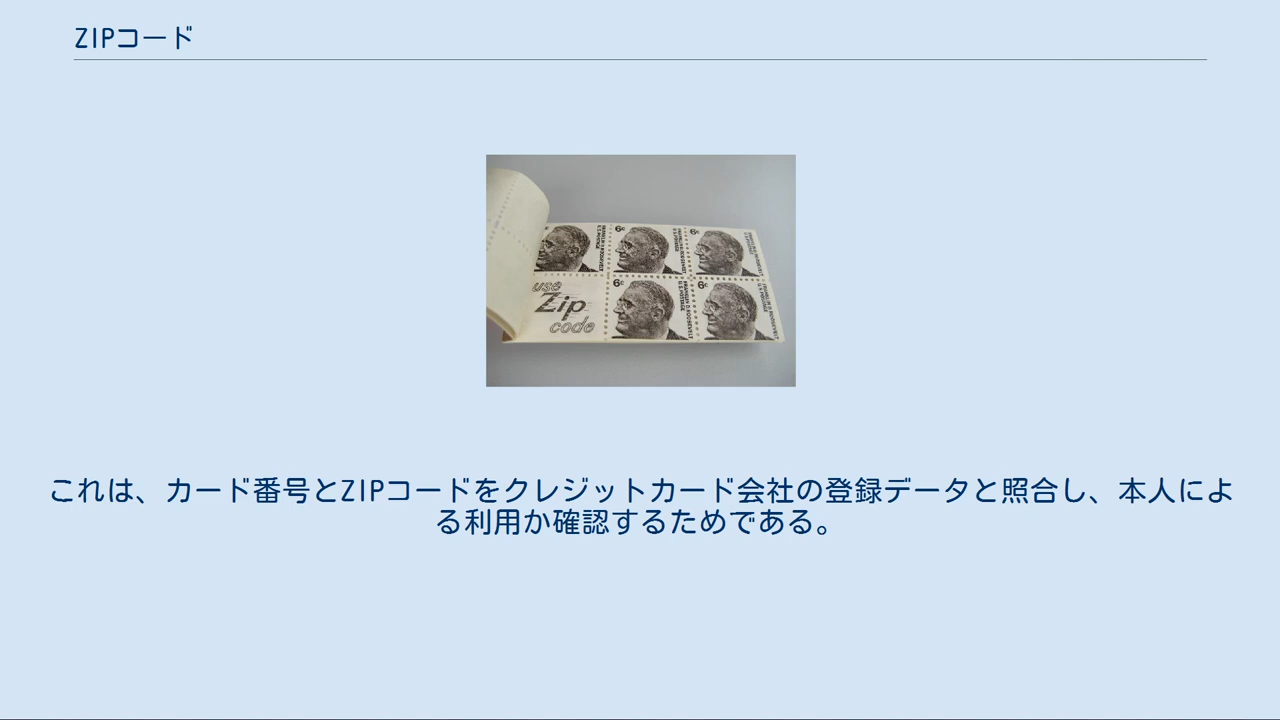 ZIPコード
use
Zip
code
6c
6c
6c
6c
FRANKLIN D. ROOSEVELT
U.S. POSTAGE
これは、カード番号とZIPコードをクレジットカード会社の登録データと照合し、本人によ
る利用か確認するためである。